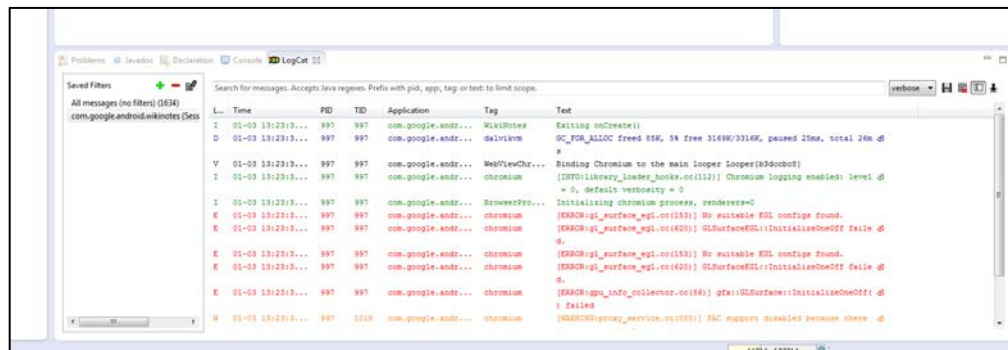 Problems Javadoc Declaration Console LogCat
Saved Filters
All messages (no filters) (1634)
com.google.android.wikinotes (Sess
Search for messages. Accepts Java regexes. Prefix with pid:, app:, tag: or text: to limit scope.
verbose
L... Time PID TID Application Tag Text
I 01-03 13:23:3... 997 997 com.google.andr... WikiNotes Exiting onCreate()
D 01-03 13:23:3... 997 997 com.google.andr... dalvikvm GC_FOR_ALLOC freed 85K, 5% free 3169K/3316K, paused 25ms, total 26m
s
V 01-03 13:23:3... 997 997 com.google.andr... WebViewChr... Binding Chromium to the main looper Looper
I 01-03 13:23:3... 997 997 com.google.andr... chromium [INFO:library_loader_hooks.cc(112)] Chromium logging enabled: level
= 0, default verbosity = 0
I 01-03 13:23:3... 997 997 com.google.andr... BrowserPro... Initializing chromium process, renderers=0
E 01-03 13:23:3... 997 997 com.google.andr... chromium [ERROR:gl_surface_egl.cc(153)] No suitable EGL configs found.
E 01-03 13:23:3... 997 997 com.google.andr... chromium [ERROR:gl_surface_egl.cc(620)] GLSurfaceEGL::InitializeOneOff faile
d.
E 01-03 13:23:3... 997 997 com.google.andr... chromium [ERROR:gl_surface_egl.cc(153)] No suitable EGL configs found.
E 01-03 13:23:3... 997 997 com.google.andr... chromium [ERROR:gl_surface_egl.cc(620)] GLSurfaceEGL::InitializeOneOff faile
d.
E 01-03 13:23:3... 997 997 com.google.andr... chromium [ERROR:gpu_info_collector.cc(86)] gfx::GLSurface::InitializeOneOff(
) failed
W 01-03 13:23:3... 997 1018 com.google.andr... chromium PAC support disabled because there